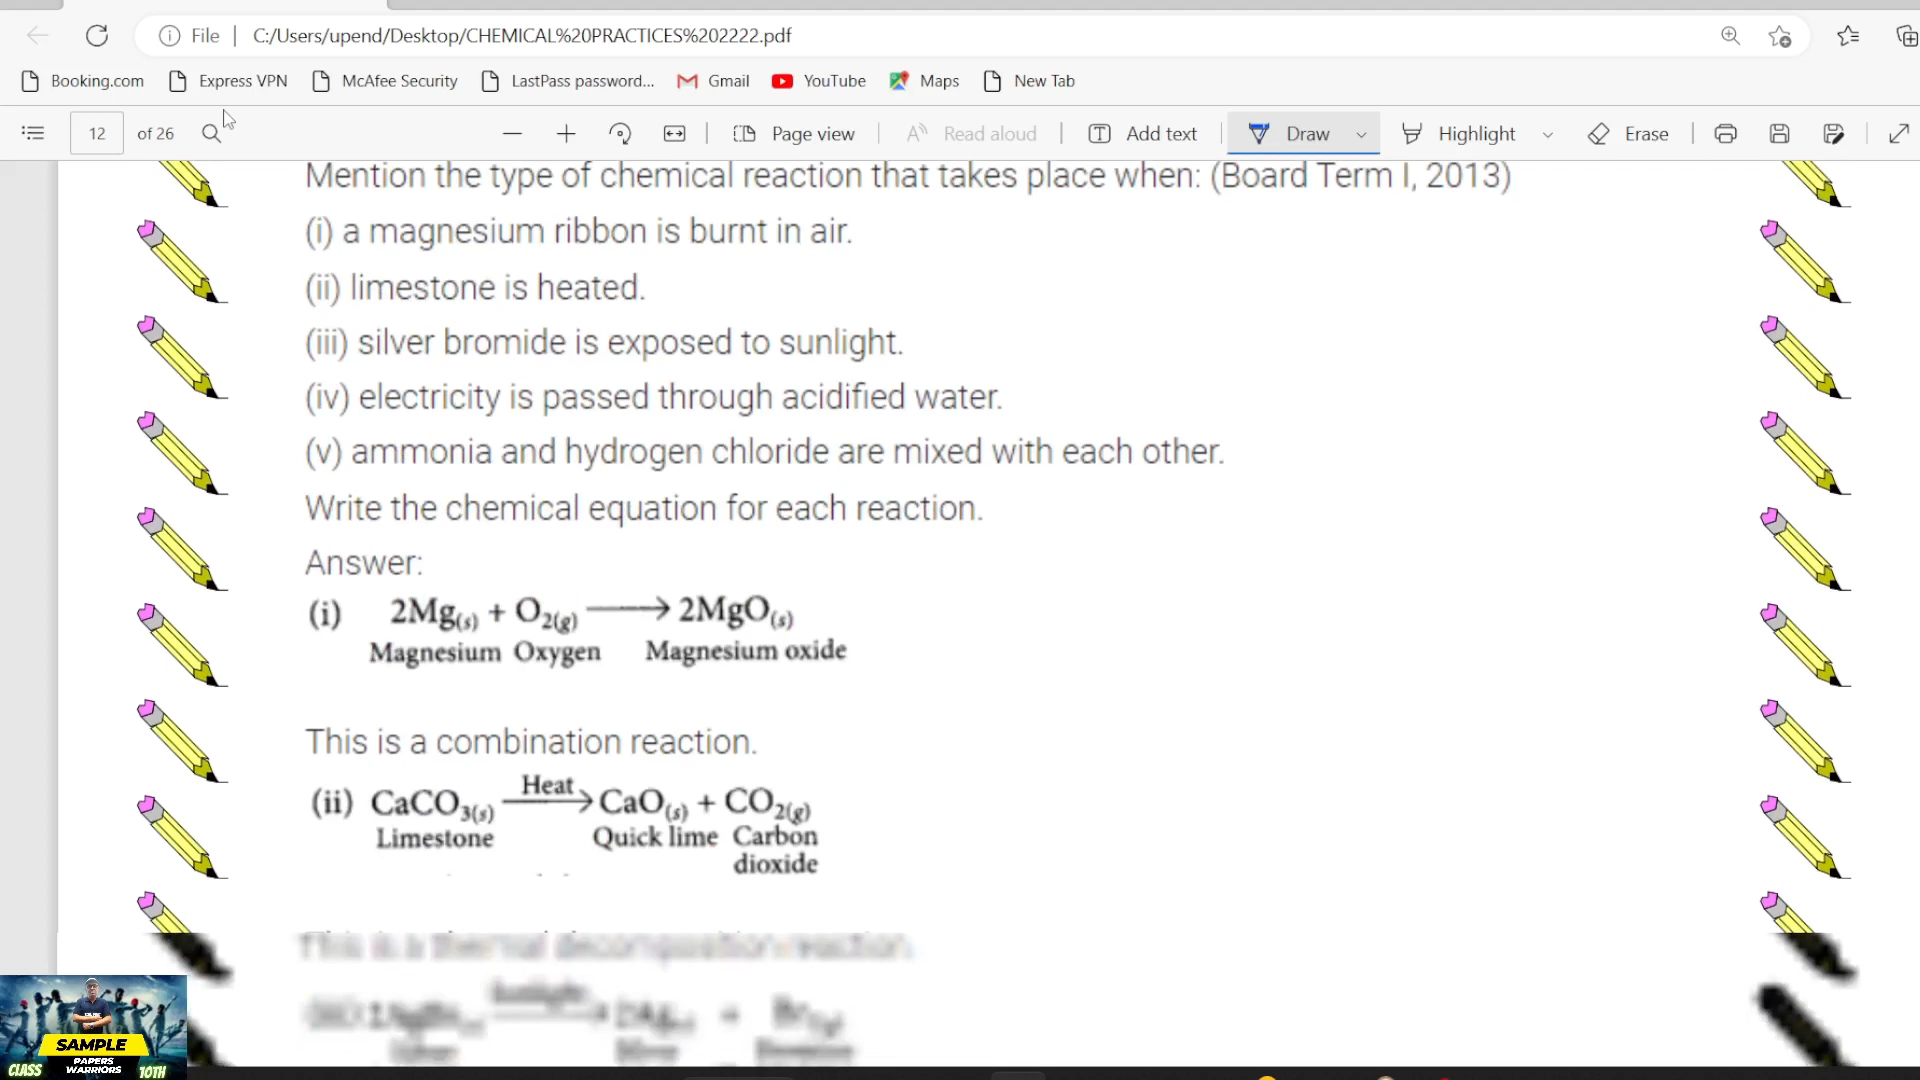 File | C:/Users/upend/Desktop/CHEMICAL%20PRACTICES%202222.pdf
Booking.com Express VPN McAfee Security LastPass password... Gmail YouTube Maps New Tab
12 of 26 Page view Read aloud Add text Draw Highlight Erase
Mention the type of chemical reaction that takes place when: (Board Term I, 2013)
(i) a magnesium ribbon is burnt in air.
(ii) limestone is heated.
(iii) silver bromide is exposed to sunlight.
(iv) electricity is passed through acidified water.
(v) ammonia and hydrogen chloride are mixed with each other.
Write the chemical equation for each reaction.
Answer:
(i) 2Mg(s) + O2(g) ⟶ 2MgO(s)
Magnesium Oxygen Magnesium oxide
This is a combination reaction.
Heat
(ii) CaCO3(s) ⟶ CaO(s) + CO2(g)
Limestone Quick lime Carbon
dioxide
This is a thermal decomposition reaction.
SAMPLE
PAPERS
CLASS WARRIORS 10TH